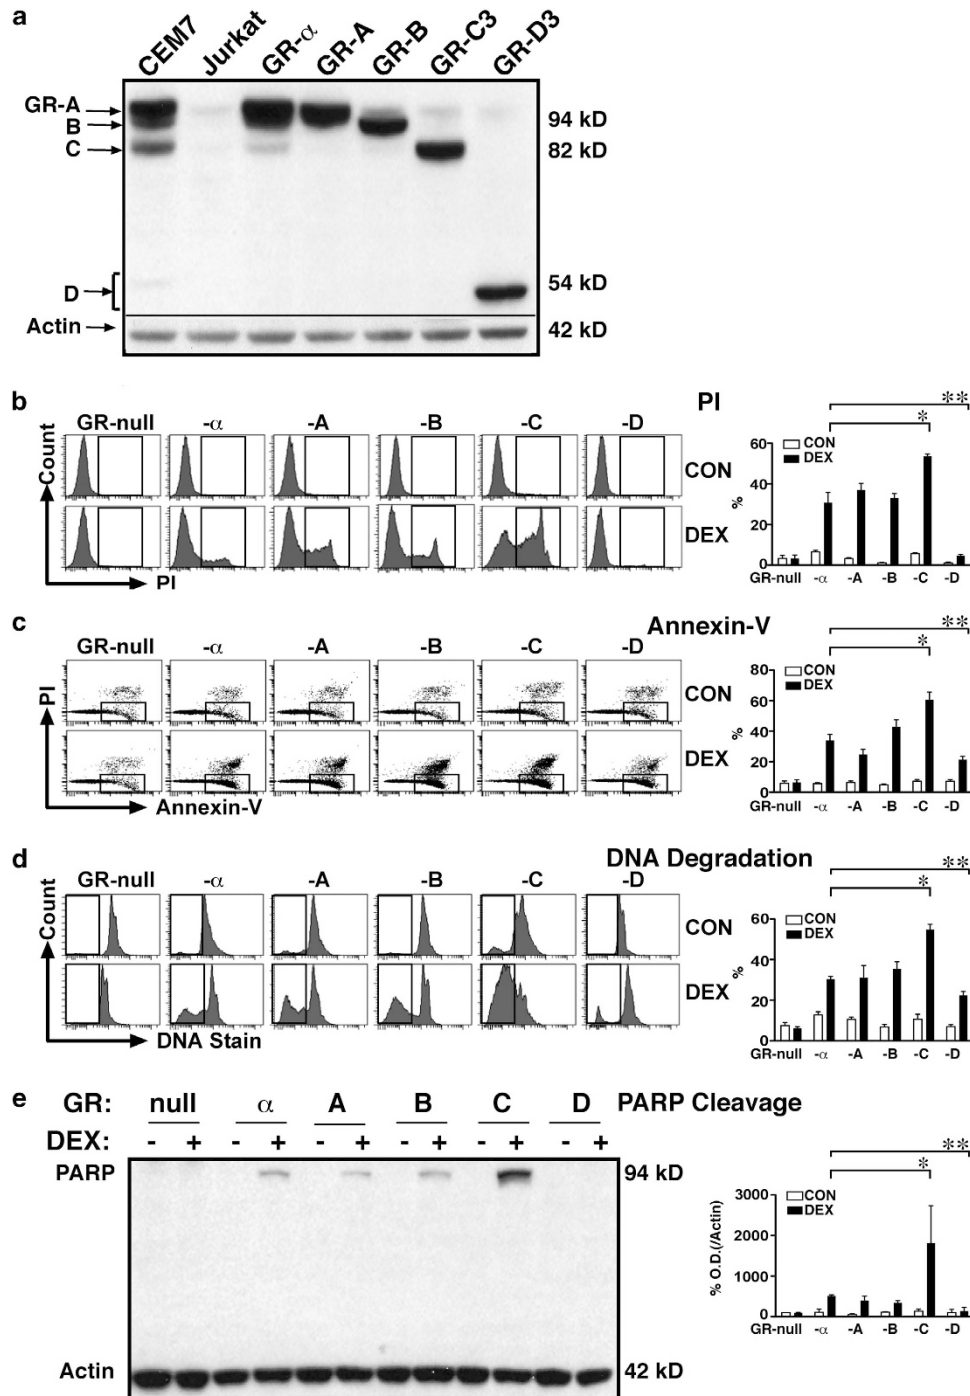 a
CEM7 Jurkat GR-α GR-A GR-B GR-C3 GR-D3
GR-A
B
C
D
Actin
94 kD
82 kD
54 kD
42 kD
b
GR-null -α -A -B -C -D
Count
PI
CON
DEX
PI
**
*
CON
DEX
%
60
40
20
0
GR-null -α -A -B -C -D
c
Annexin-V
GR-null -α -A -B -C -D
PI
Annexin-V
CON
DEX
**
*
CON
DEX
%
80
60
40
20
0
GR-null -α -A -B -C -D
d
DNA Degradation
GR-null -α -A -B -C -D
Count
DNA Stain
CON
DEX
**
*
CON
DEX
%
60
40
20
0
GR-null -α -A -B -C -D
e
GR: null α A B C D
DEX: - + - + - + - + - + - +
PARP
94 kD
Actin
42 kD
PARP Cleavage
**
*
CON
DEX
% O.D.(/Actin)
3000
2000
1000
0
GR-null -α -A -B -C -D